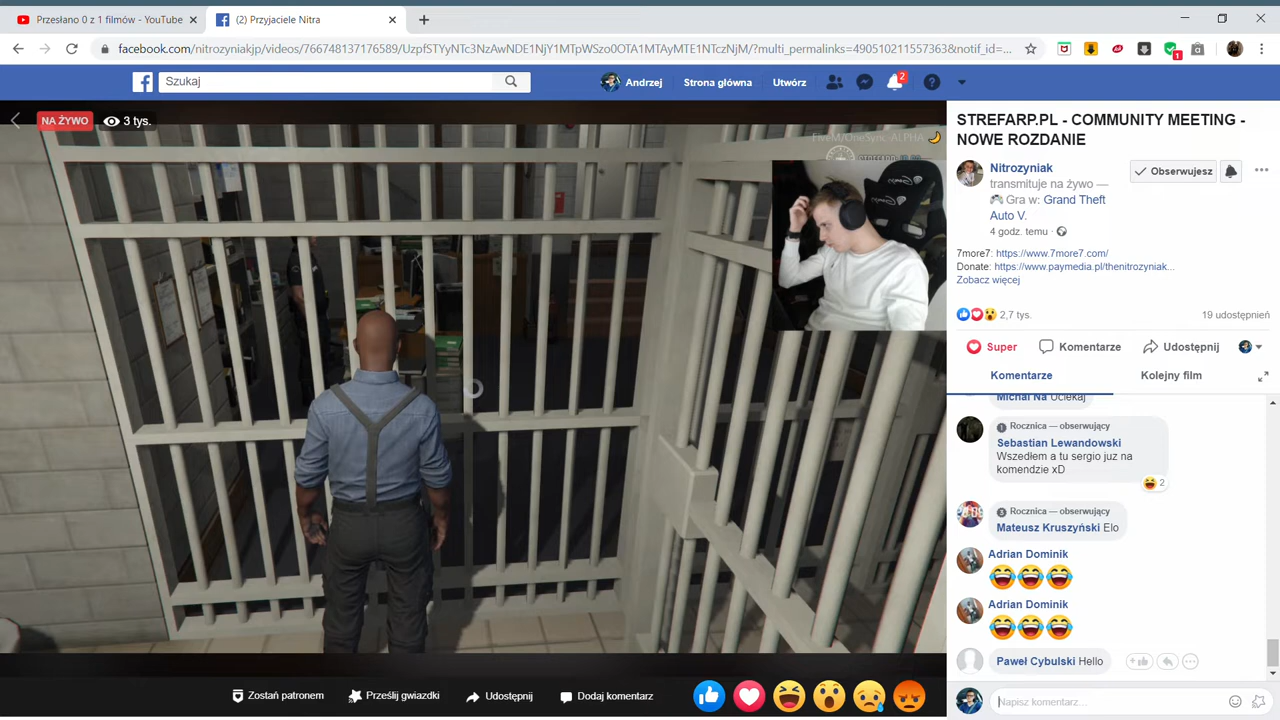 Przesłano 0 z 1 filmów - YouTube
(2) Przyjaciele Nitra
facebook.com/nitrozyniakjp/videos/766748137176589/UzpfSTYyNTc3NzAwNDE1NjY1MTpWSzo0OTA1MTAyMTE1NTczNjM/?multi_permalinks=490510211557363&notif_id=...
1
Szukaj
Andrzej
Strona główna
Utwórz
2
NA ŻYWO
3 tys.
FiveM/OneSync-ALPHA
STREFARP.PL - COMMUNITY MEETING -
NOWE ROZDANIE
Nitrozyniak
transmituje na żywo —
Gra w: Grand Theft
Auto V.
4 godz. temu
Obserwujesz
7more7: https://www.7more7.com/
Donate: https://www.paymedia.pl/thenitrozyniak...
Zobacz więcej
2,7 tys.
19 udostępnień
Super
Komentarze
Udostępnij
Komentarze
Kolejny film
Michał Na Uciekaj
Rocznica — obserwujący
Sebastian Lewandowski
Wszedłem a tu sergio juz na
komendzie xD
2
Rocznica — obserwujący
Mateusz Kruszyński Elo
Adrian Dominik
Adrian Dominik
Paweł Cybulski Hello
Zostań patronem
Prześlij gwiazdki
Udostępnij
Dodaj komentarz
Napisz komentarz...